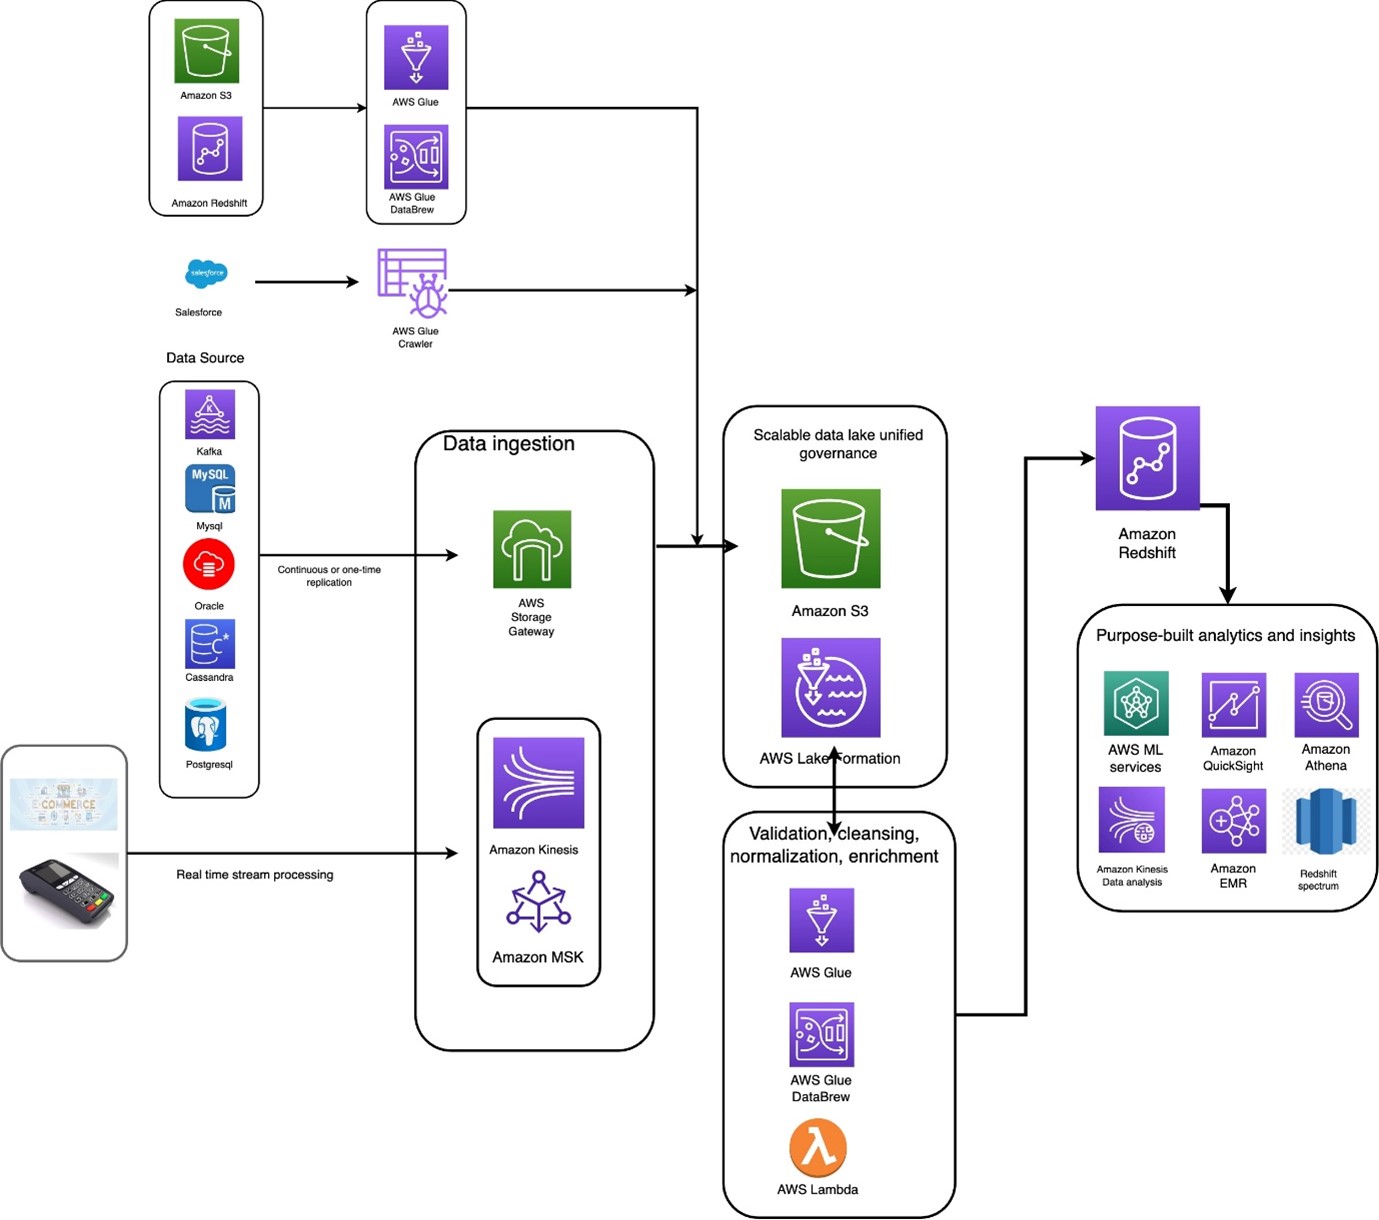 Amazon S3
Amazon Redshift
AWS Glue
AWS Glue
DataBrew
salesforce
Salesforce
AWS Glue
Crawler
Data Source
K
Kafka
MySQL
M
Mysql
Oracle
C*
Cassandra
Postgresql
Continuous or one-time
replication
E-COMMERCE
Real time stream processing
Data ingestion
AWS
Storage
Gateway
Amazon Kinesis
Amazon MSK
Scalable data lake unified
governance
Amazon S3
AWS Lake Formation
Validation, cleansing,
normalization, enrichment
AWS Glue
AWS Glue
DataBrew
λ
AWS Lambda
Amazon
Redshift
Purpose-built analytics and insights
AWS ML
services
Amazon
QuickSight
Amazon
Athena
Amazon Kinesis
Data analysis
Amazon
EMR
Redshift
spectrum